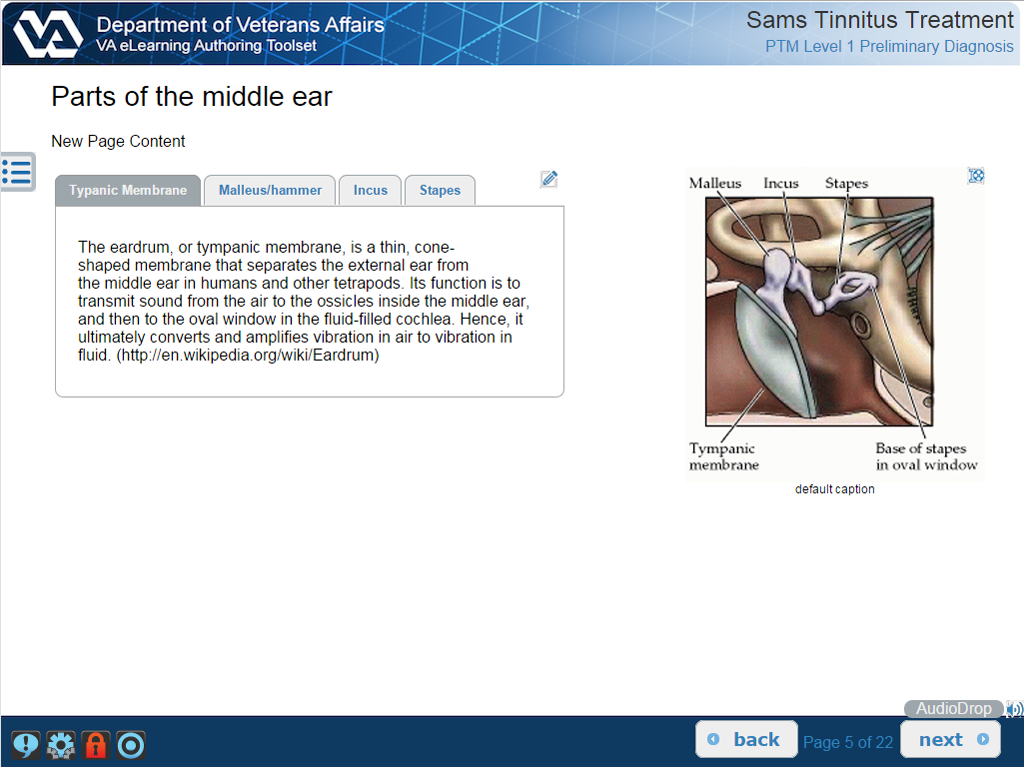 VA
Department of Veterans Affairs
VA eLearning Authoring Toolset
Sams Tinnitus Treatment
PTM Level 1 Preliminary Diagnosis
Parts of the middle ear
New Page Content
Typanic Membrane
Malleus/hammer
Incus
Stapes
The eardrum, or tympanic membrane, is a thin, cone-
shaped membrane that separates the external ear from
the middle ear in humans and other tetrapods. Its function is to
transmit sound from the air to the ossicles inside the middle ear,
and then to the oval window in the fluid-filled cochlea. Hence, it
ultimately converts and amplifies vibration in air to vibration in
fluid. (http://en.wikipedia.org/wiki/Eardrum)
Malleus Incus Stapes
Tympanic
membrane
Base of stapes
in oval window
default caption
AudioDrop
back
Page 5 of 22
next